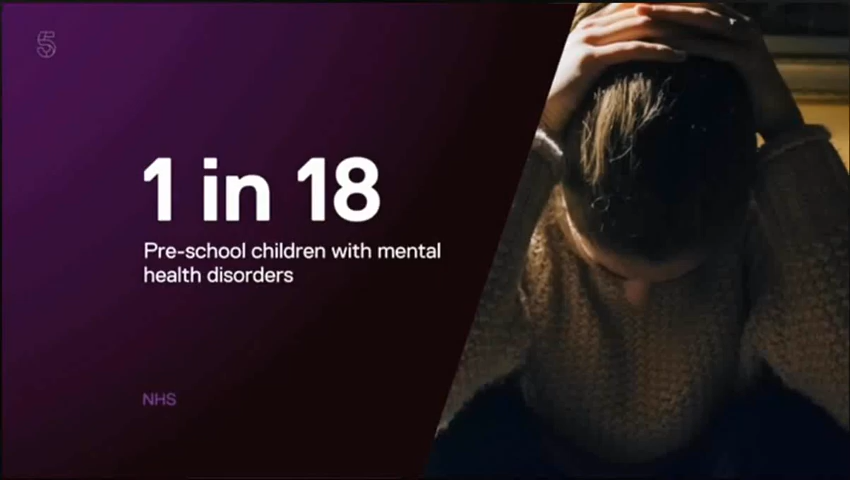 5
1 in 18
Pre-school children with mental
health disorders
NHS